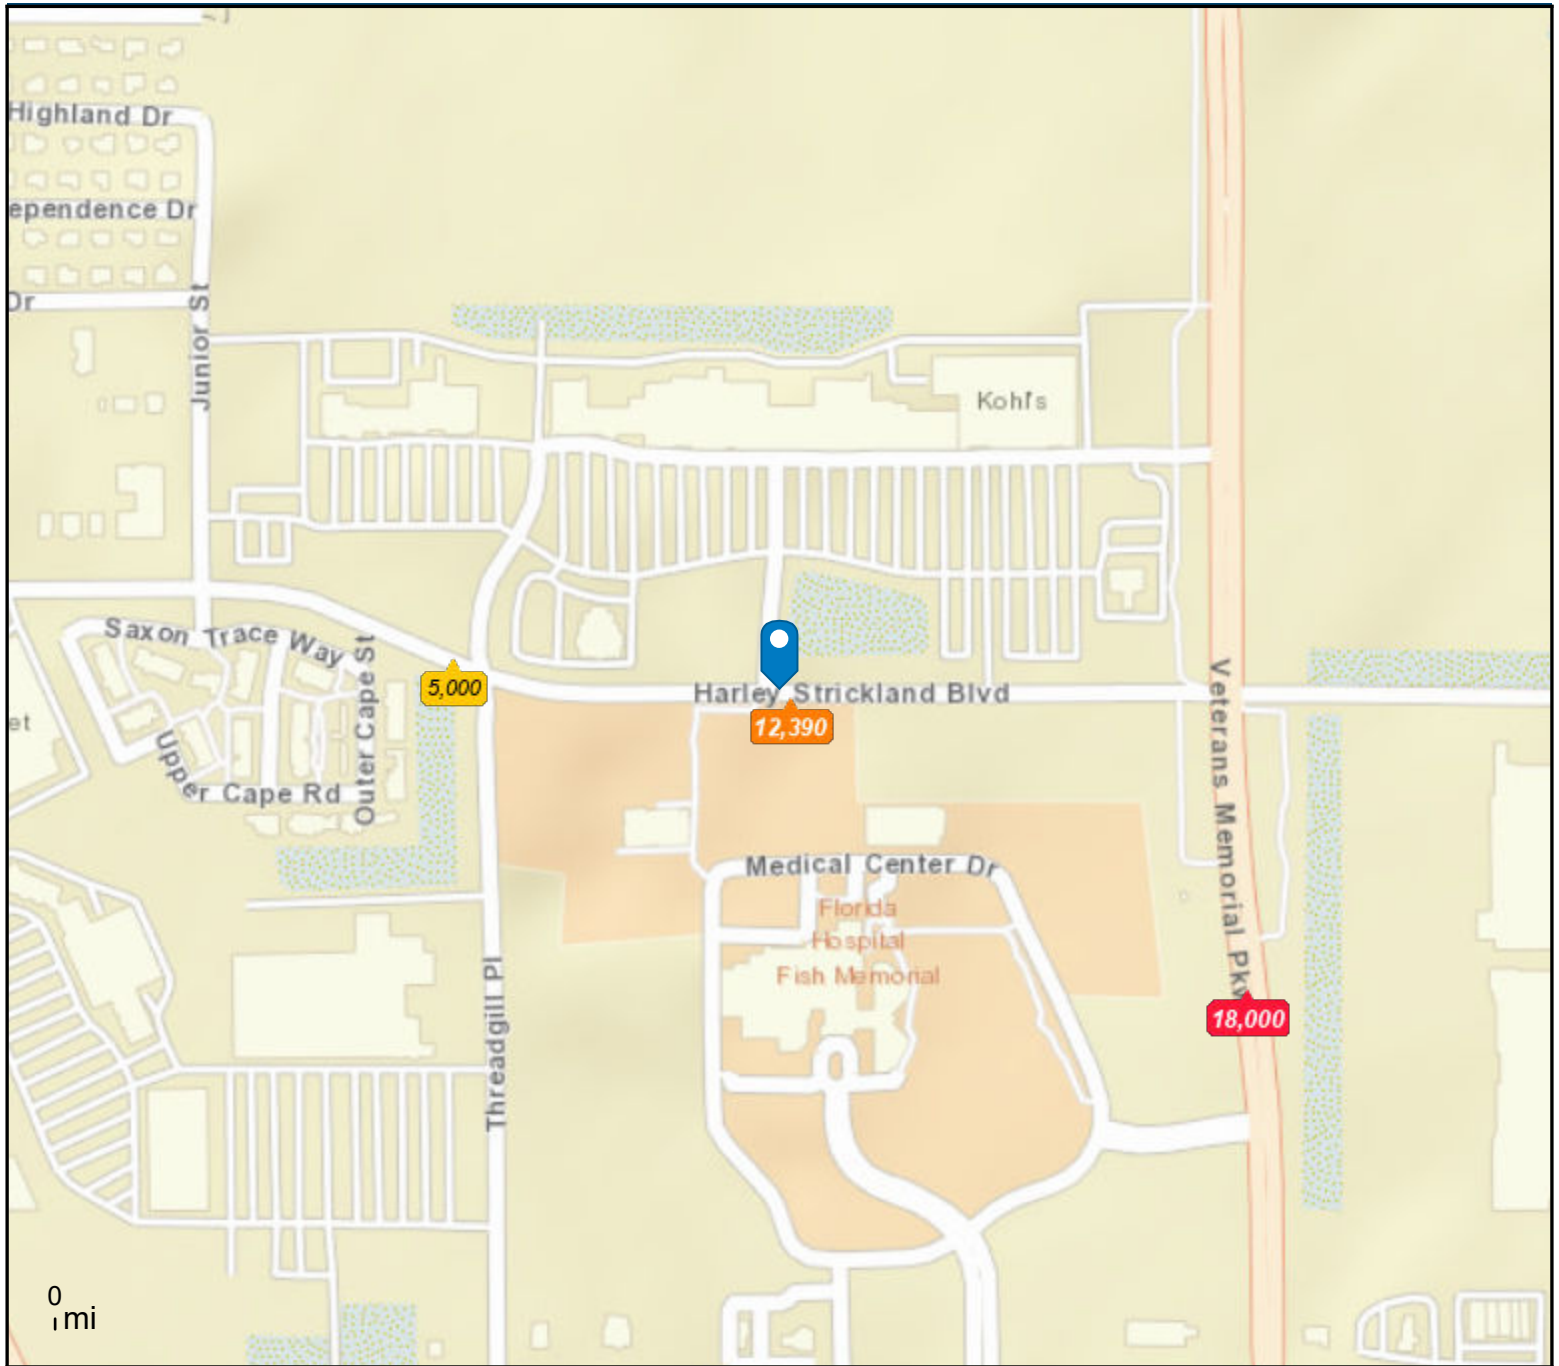 Highland Dr
ependence Dr
Dr
Junior St
Kohl's
Saxon Trace Way
Outer Cape St
5,000
Harley Strickland Blvd
12,390
et
Upper Cape Rd
Veterans Memorial Pkw
Medical Center Dr
Florida
Hospital
Fish Memorial
Threadgill Pl
18,000
0
mi